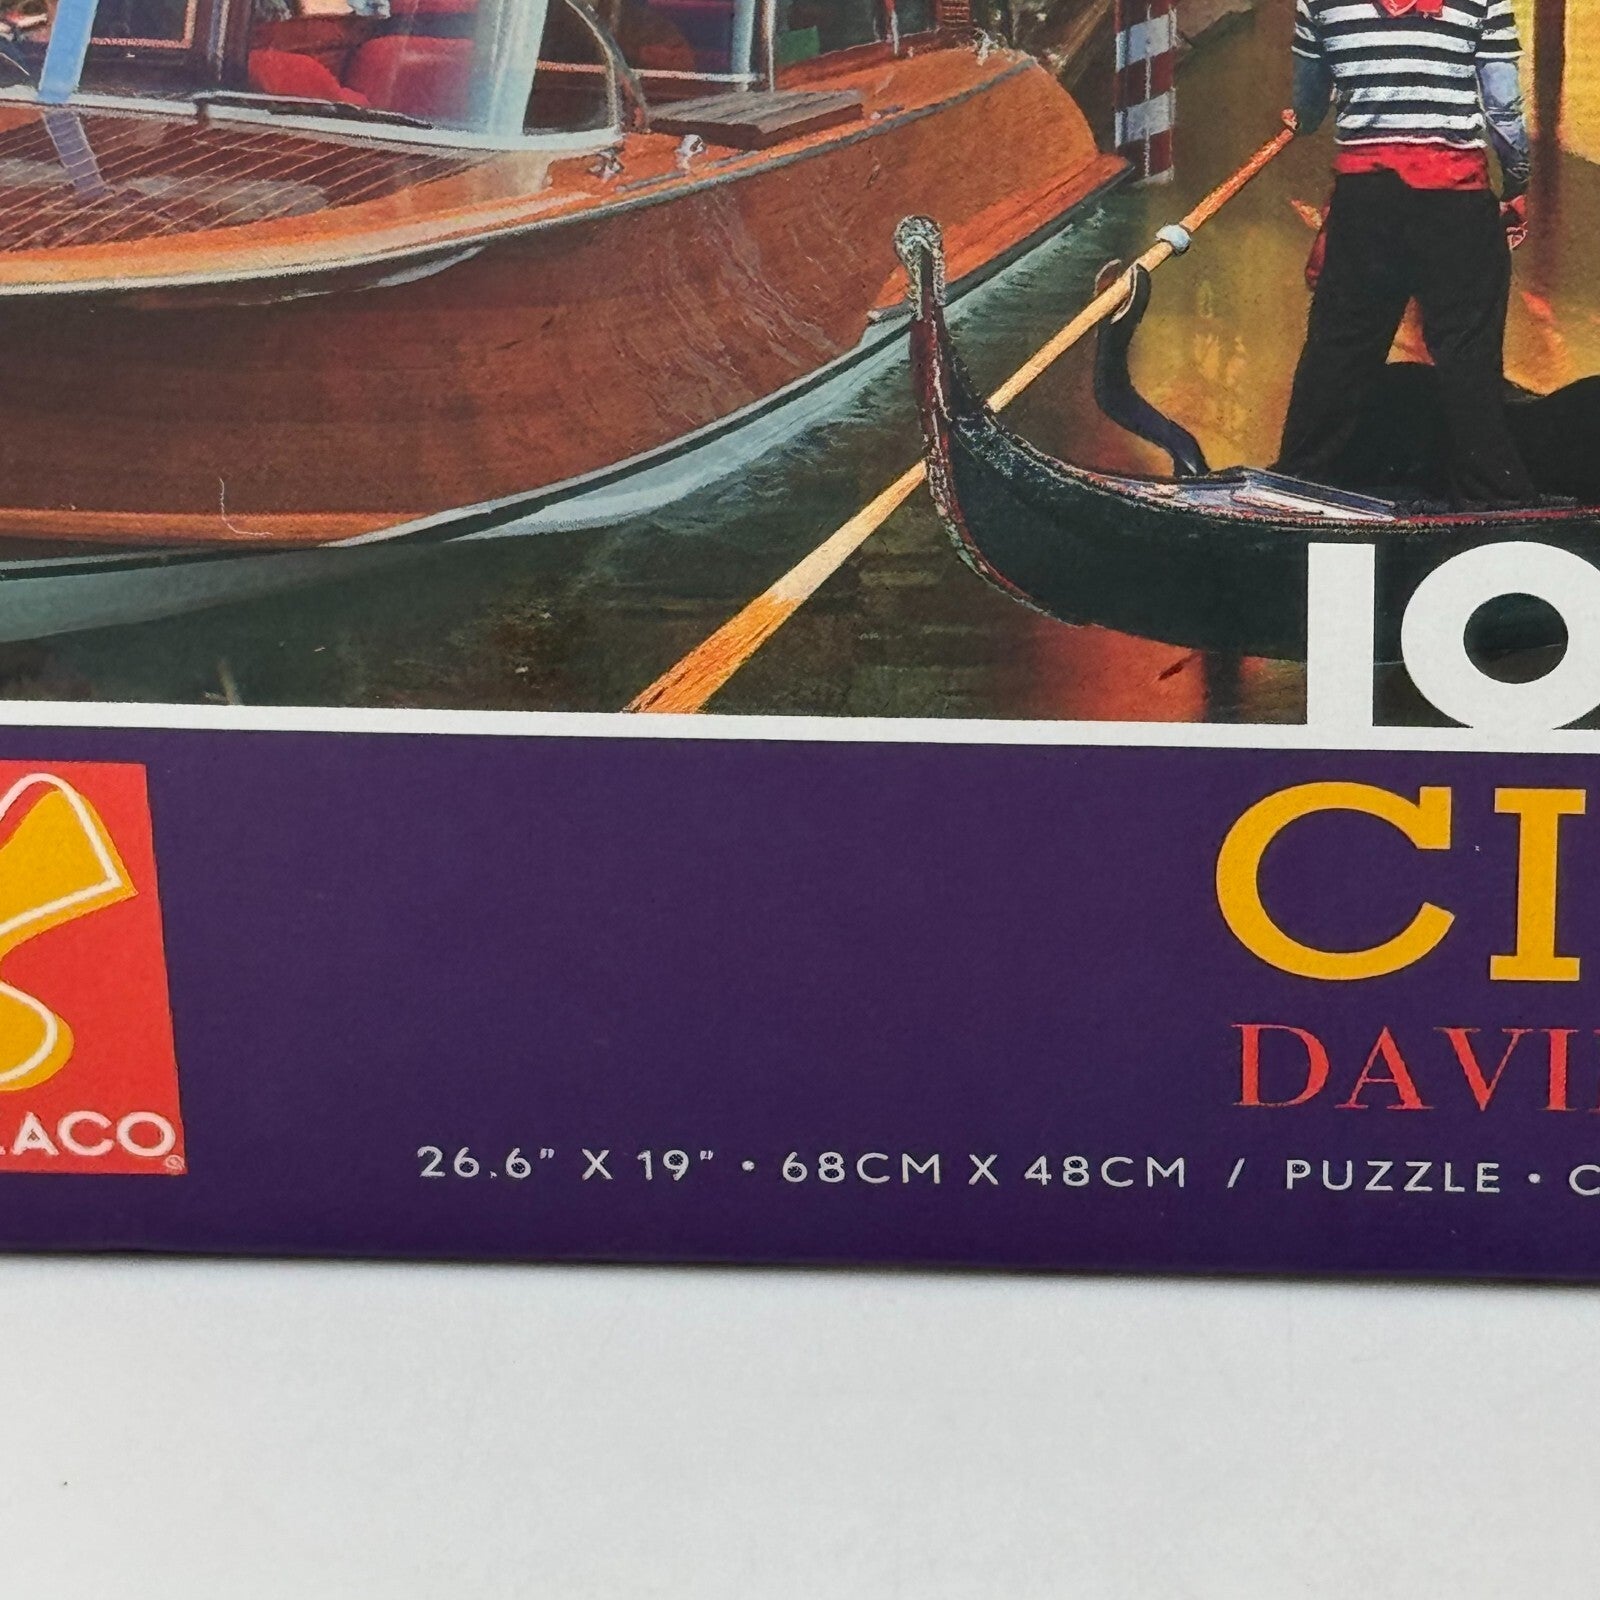 10
CI
DAVI
LACO®
26.6" X 19" • 68CM X 48CM / PUZZLE • C